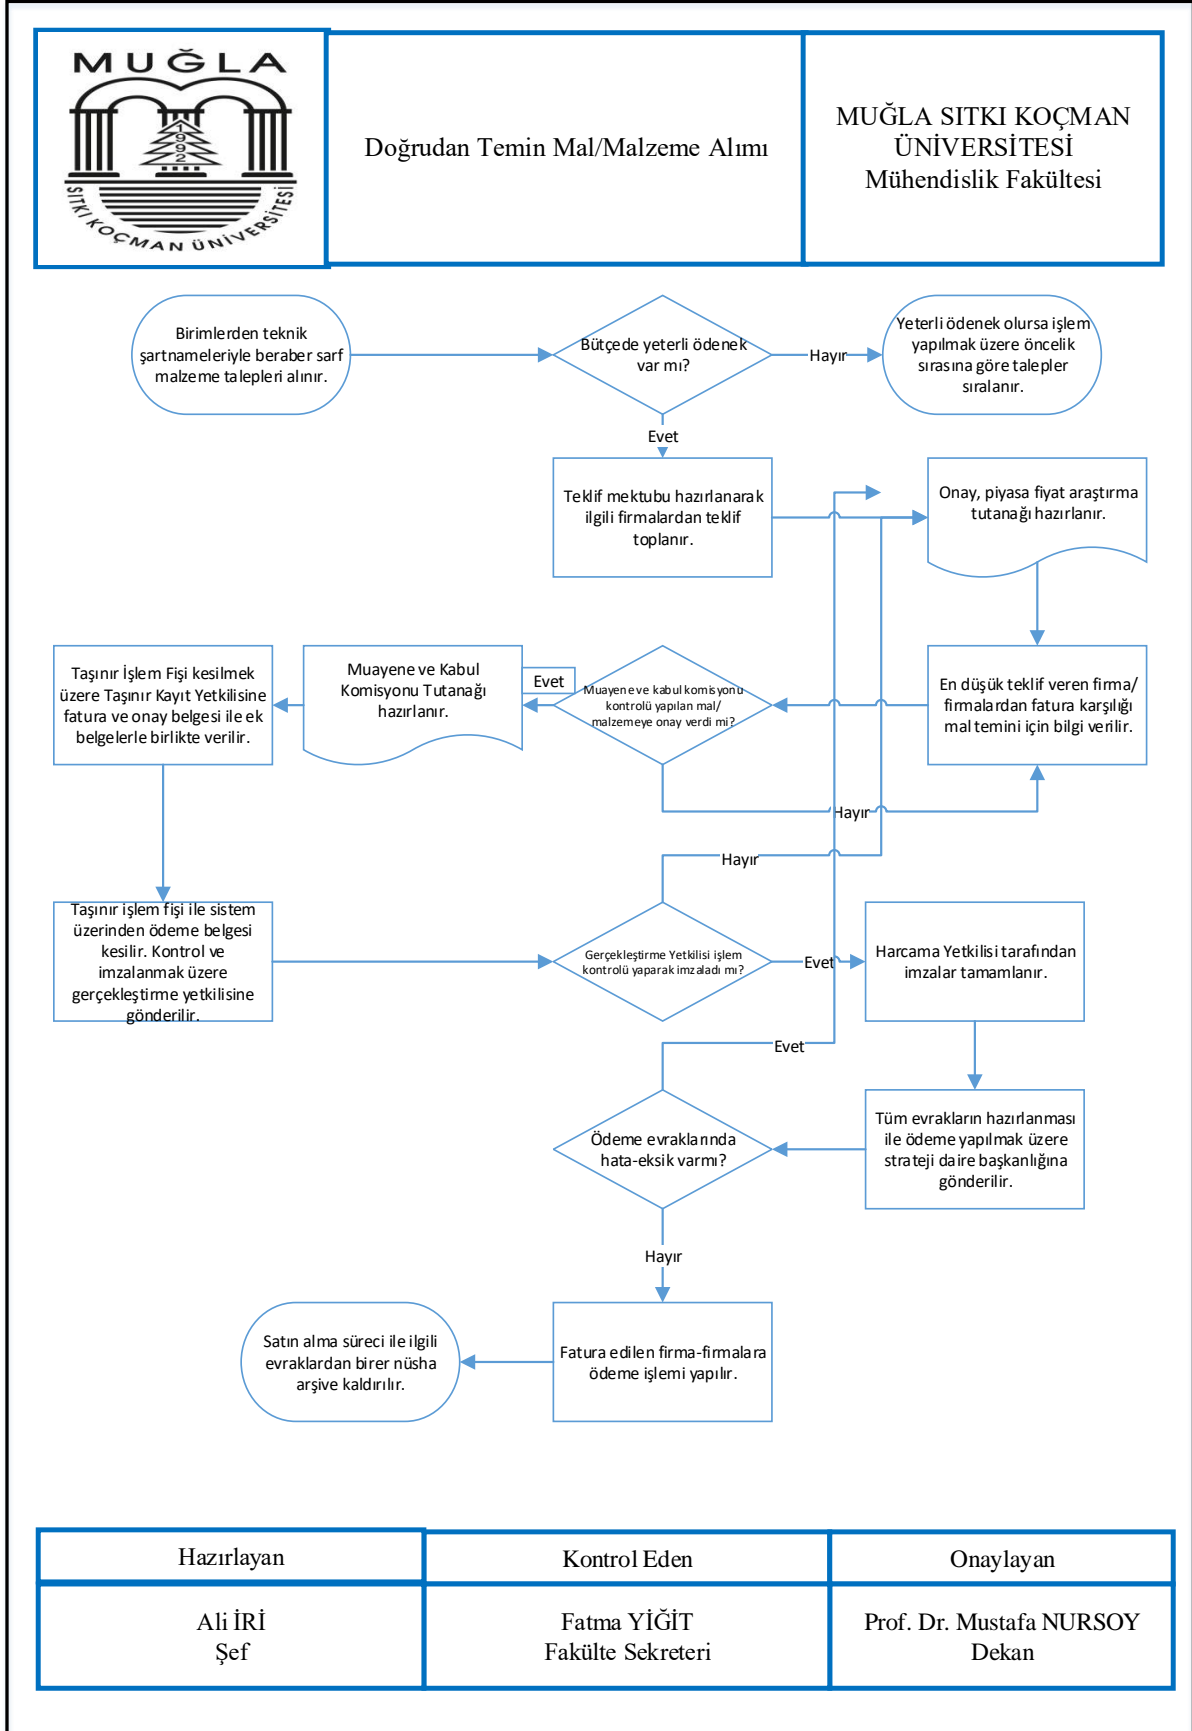 MUĞLA
1992
SITKI KOÇMAN ÜNİVERSİTESİ
Doğrudan Temin Mal/Malzeme Alımı
MUĞLA SITKI KOÇMAN
ÜNİVERSİTESİ
Mühendislik Fakültesi
Birimlerden teknik
şartnameleriyle beraber sarf
malzeme talepleri alınır.
Bütçede yeterli ödenek
var mı?
Hayır
Yeterli ödenek olursa işlem
yapılmak üzere öncelik
sırasına göre talepler
sıralanır.
Evet
Teklif mektubu hazırlanarak
ilgili firmalardan teklif
toplanır.
Onay, piyasa fiyat araştırma
tutanağı hazırlanır.
Taşınır İşlem Fişi kesilmek
üzere Taşınır Kayıt Yetkilisine
fatura ve onay belgesi ile ek
belgelerle birlikte verilir.
Muayene ve Kabul
Komisyonu Tutanağı
hazırlanır.
Evet
Muayene ve kabul komisyonu
kontrolü yapılan mal/
malzemeye onay verdi mi?
En düşük teklif veren firma/
firmalardan fatura karşılığı
mal temini için bilgi verilir.
Hayır
Hayır
Taşınır işlem fişi ile sistem
üzerinden ödeme belgesi
kesilir. Kontrol ve
imzalanmak üzere
gerçekleştirme yetkilisine
gönderilir.
Gerçekleştirme Yetkilisi işlem
kontrolü yaparak imzaladı mı?
Evet
Harcama Yetkilisi tarafından
imzalar tamamlanır.
Evet
Ödeme evraklarında
hata-eksik varmı?
Tüm evrakların hazırlanması
ile ödeme yapılmak üzere
strateji daire başkanlığına
gönderilir.
Hayır
Satın alma süreci ile ilgili
evraklardan birer nüsha
arşive kaldırılır.
Fatura edilen firma-firmalara
ödeme işlemi yapılır.
Hazırlayan
Kontrol Eden
Onaylayan
Ali İRİ
Şef
Fatma YİĞİT
Fakülte Sekreteri
Prof. Dr. Mustafa NURSOY
Dekan